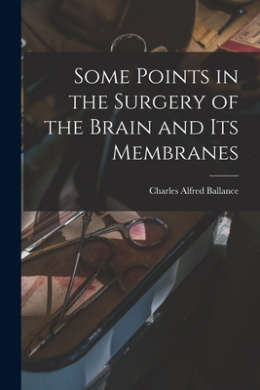 Some Points in
the Surgery of
the Brain and Its
Membranes
Charles Alfred Ballance